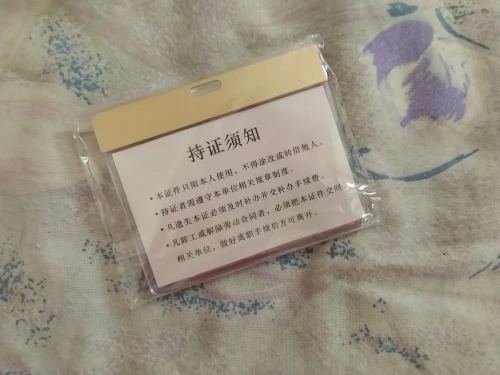 持证须知
• 本证件只限本人使用，不得涂改或转借他人。
• 持证者需遵守本单位相关规章制度。
• 凡遗失本证必须及时补办并交补办手续费。
• 凡辞工或解除劳动合同者，必须把本证件交回
相关单位，做好离职手续后方可离开。